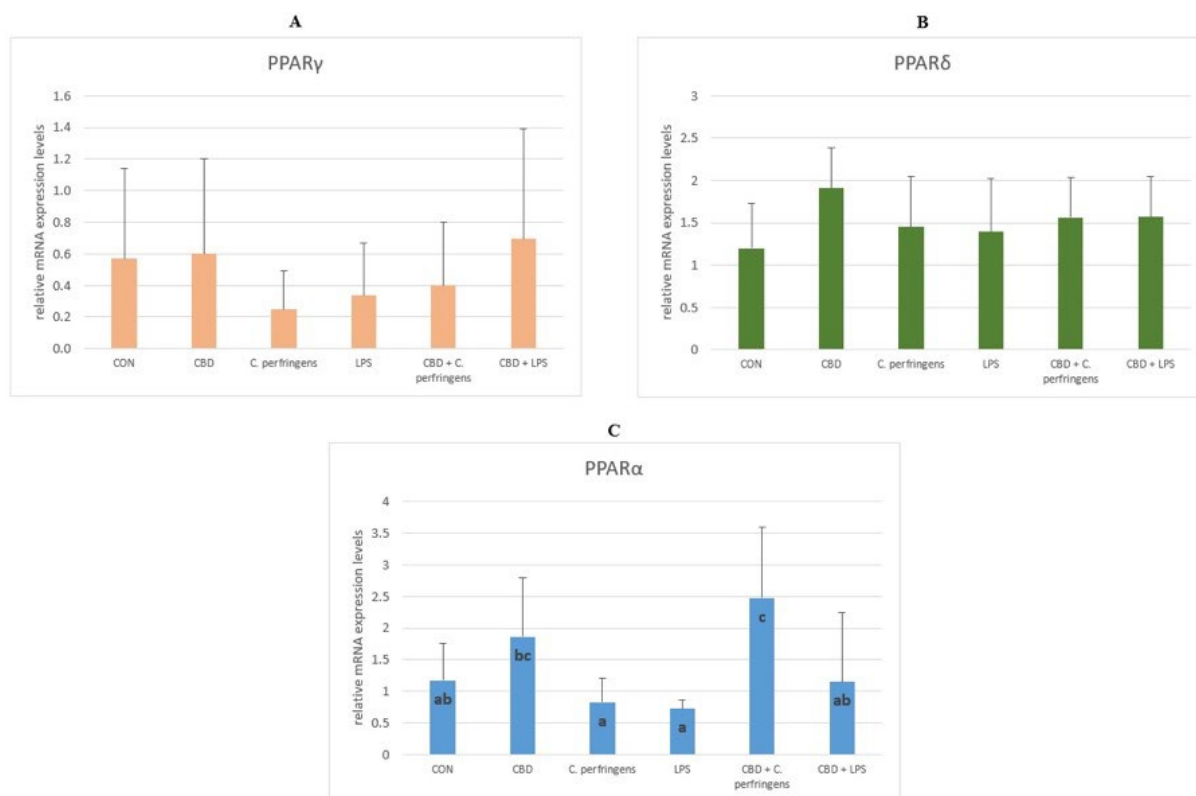 A
PPARγ
relative mRNA expression levels
1.6
1.4
1.2
1.0
0.8
0.6
0.4
0.2
0.0
CON
CBD
C. perfringens
LPS
CBD + C.
perfringens
CBD + LPS
B
PPARδ
relative mRNA expression levels
3
2.5
2
1.5
1
0.5
0
CON
CBD
C. perfringens
LPS
CBD + C.
perfringens
CBD + LPS
C
PPARα
relative mRNA expression levels
4
3.5
3
2.5
2
1.5
1
0.5
0
ab
bc
a
a
c
ab
CON
CBD
C. perfringens
LPS
CBD + C.
perfringens
CBD + LPS